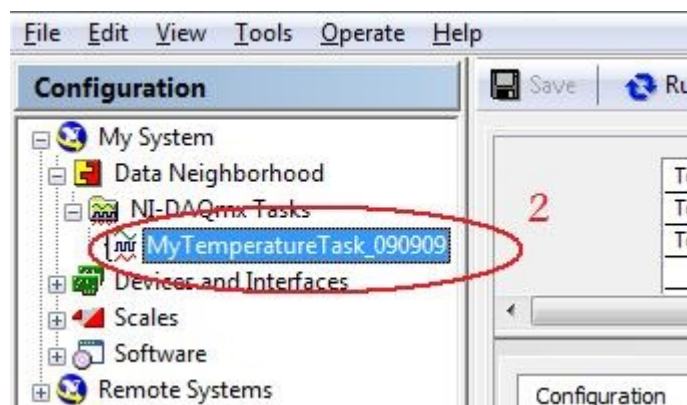 File Edit View Tools Operate Help
Configuration
Save
My System
Data Neighborhood
NI-DAQmx Tasks
MyTemperatureTask_090909
Devices and Interfaces
Scales
Software
Remote Systems
2
Configuration